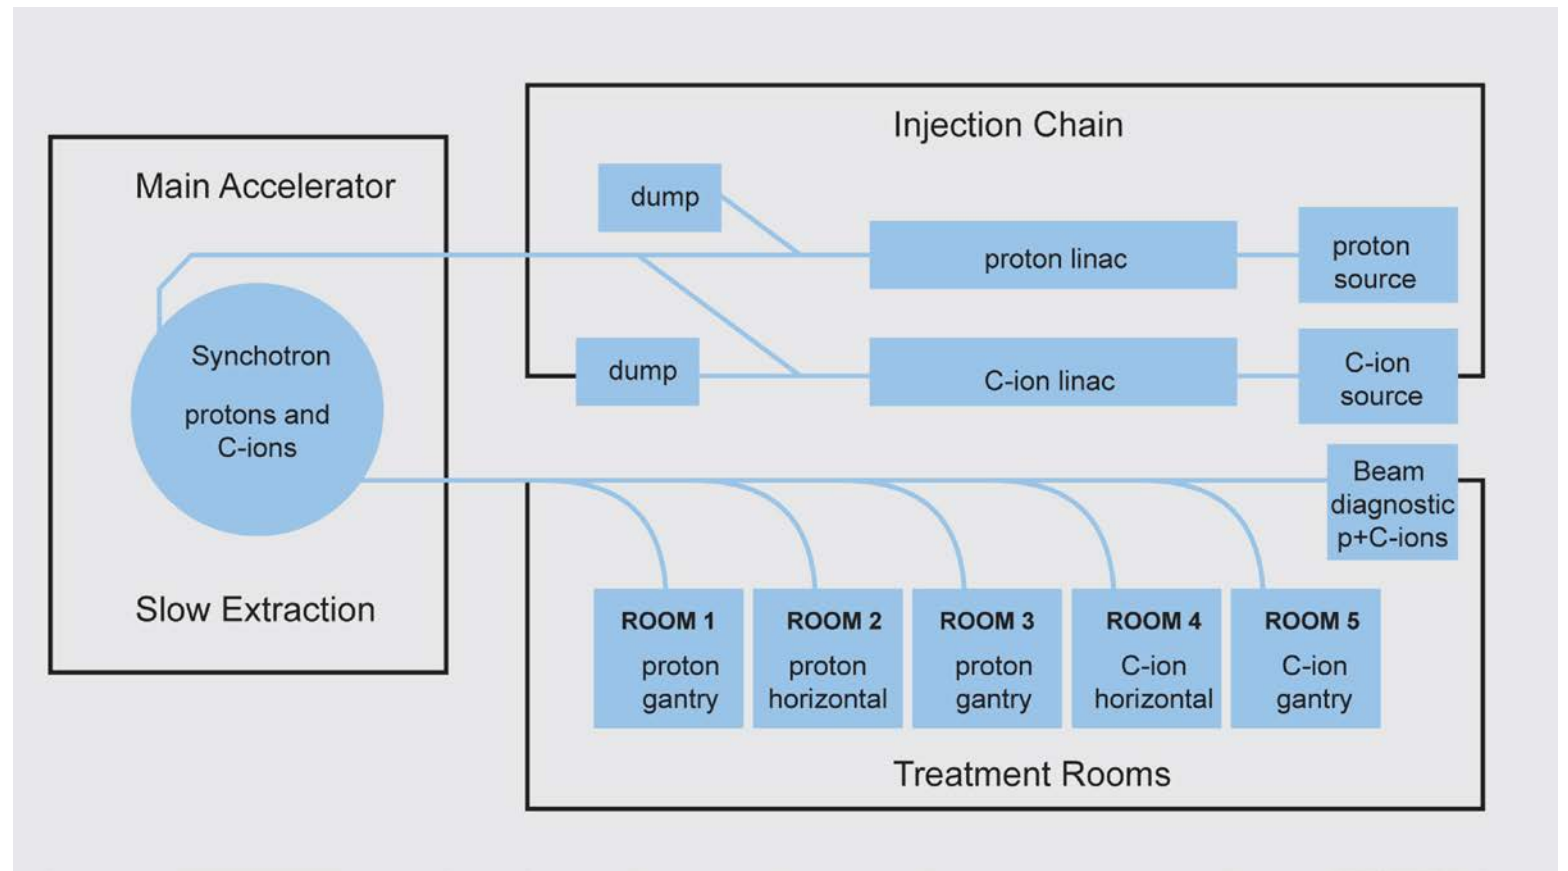 Injection Chain
Main Accelerator
dump
proton linac
proton
source
Synchotron
protons and
C-ions
dump
C-ion linac
C-ion
source
Beam
diagnostic
p+C-ions
Slow Extraction
ROOM 1
proton
gantry
ROOM 2
proton
horizontal
ROOM 3
proton
gantry
ROOM 4
C-ion
horizontal
ROOM 5
C-ion
gantry
Treatment Rooms